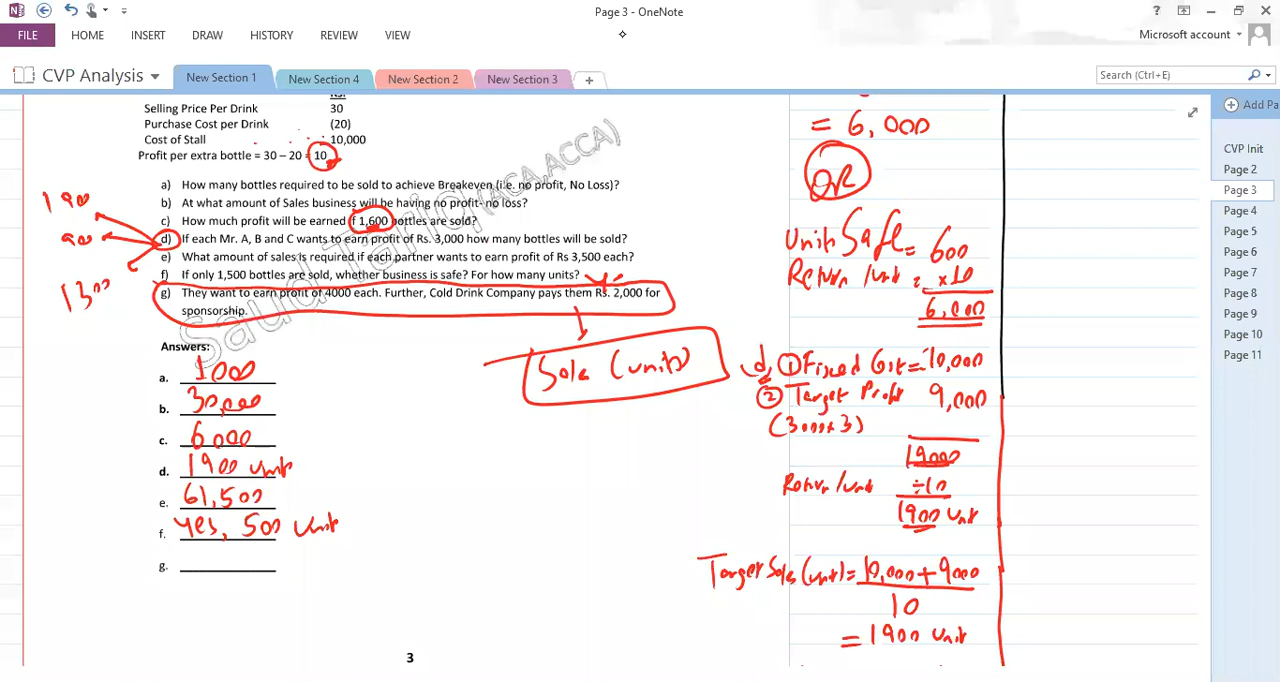 Page 3 - OneNote
FILE HOME INSERT DRAW HISTORY REVIEW VIEW
Microsoft account
CVP Analysis New Section 1 New Section 4 New Section 2 New Section 3 +
Search (Ctrl+E)
Selling Price Per Drink 30
Purchase Cost per Drink (20)
Cost of Stall 10,000
Profit per extra bottle = 30 – 20 = 10
a) How many bottles required to be sold to achieve Breakeven (i.e. no profit, No Loss)?
b) At what amount of Sales business will be having no profit- no loss?
c) How much profit will be earned if 1,600 bottles are sold?
d) If each Mr. A, B and C wants to earn profit of Rs. 3,000 how many bottles will be sold?
e) What amount of sales is required if each partner wants to earn profit of Rs 3,500 each?
f) If only 1,500 bottles are sold, whether business is safe? For how many units?
g) They want to earn profit of 4000 each. Further, Cold Drink Company pays them Rs. 2,000 for
sponsorship.
190
900
1300
Saud Tariq (ACA,ACCA)
Sale (units)
Answers:
a. 1000
b. 30,000
c. 6000
d. 1900 unit
e. 61,500
f. Yes, 500 unit
g.
3
= 6,000
OR
Units Safe = 600
Return/unit = ×10
6,000
d, ① Fixed Cost = 10,000
② Target Profit 9,000
(3000×3)
19000
Return/unit ÷10
1900 unit
Target Sales (unit) = 10,000 + 9000
10
= 1900 unit
Add Pa
CVP Init
Page 2
Page 3
Page 4
Page 5
Page 6
Page 7
Page 8
Page 9
Page 10
Page 11